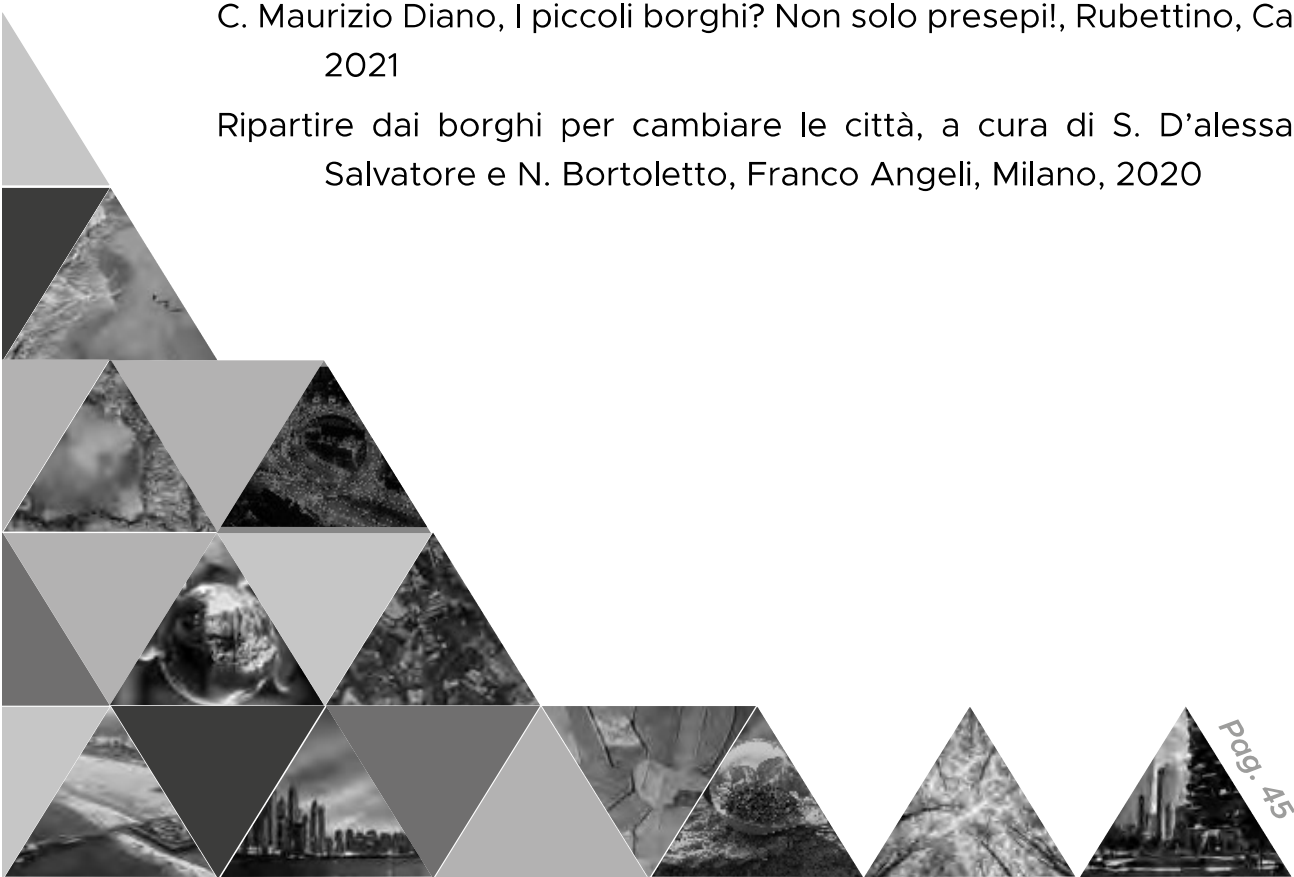 C. Maurizio Diano, I piccoli borghi? Non solo presepi!, Rubettino, Ca
2021
Ripartire dai borghi per cambiare le città, a cura di S. D'alessa
Salvatore e N. Bortoletto, Franco Angeli, Milano, 2020
Pag. 45